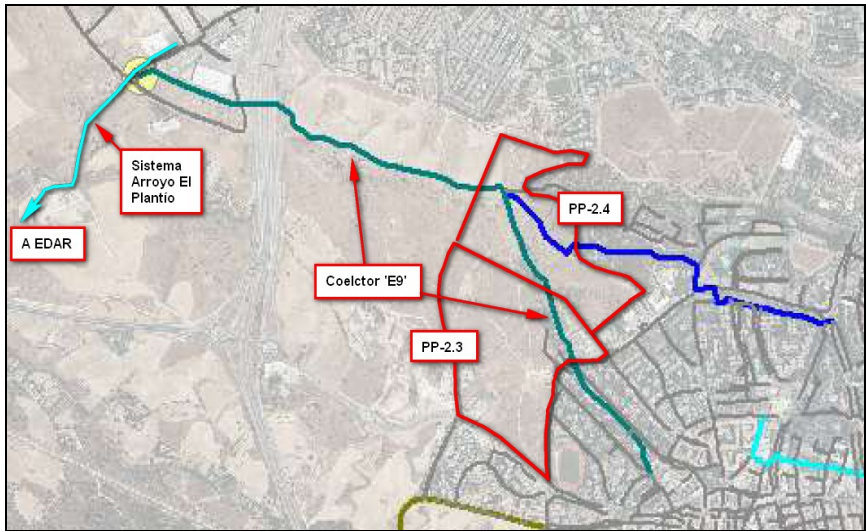 Sistema
Arroyo El
Plantío
A EDAR
PP-2.4
Coelctor 'E9'
PP-2.3